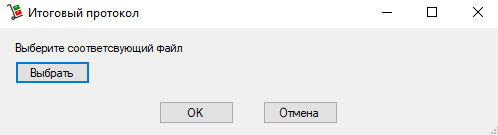 Итоговый протокол
Выберите соответсвующий файл
Выбрать
OK
Отмена